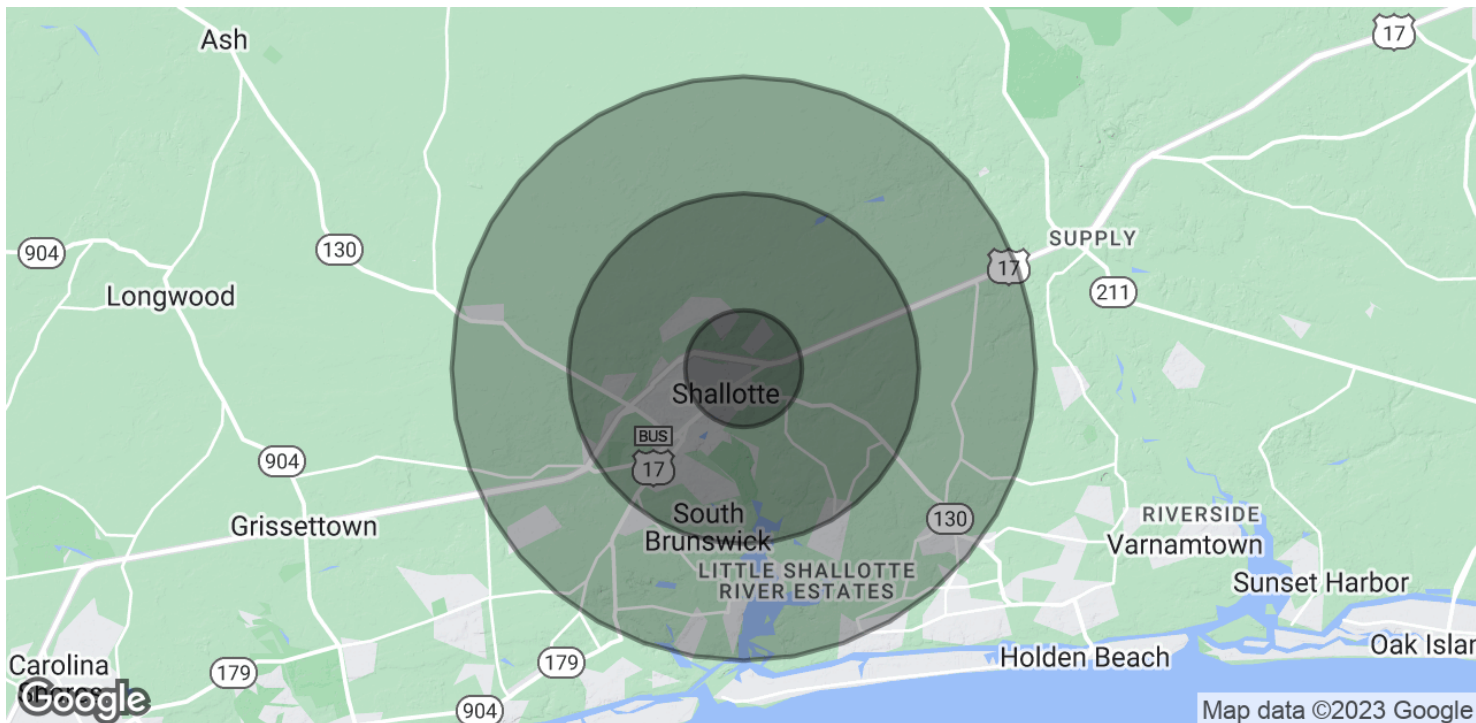 Ash
17
904
130
17
SUPPLY
Longwood
211
Shallotte
BUS
17
904
Grissettown
South
Brunswick
130
RIVERSIDE
Varnamtown
LITTLE SHALLOTTE
RIVER ESTATES
Sunset Harbor
Carolina
Shores
179
179
Holden Beach
Oak Islan
904
Google
Map data ©2023 Google